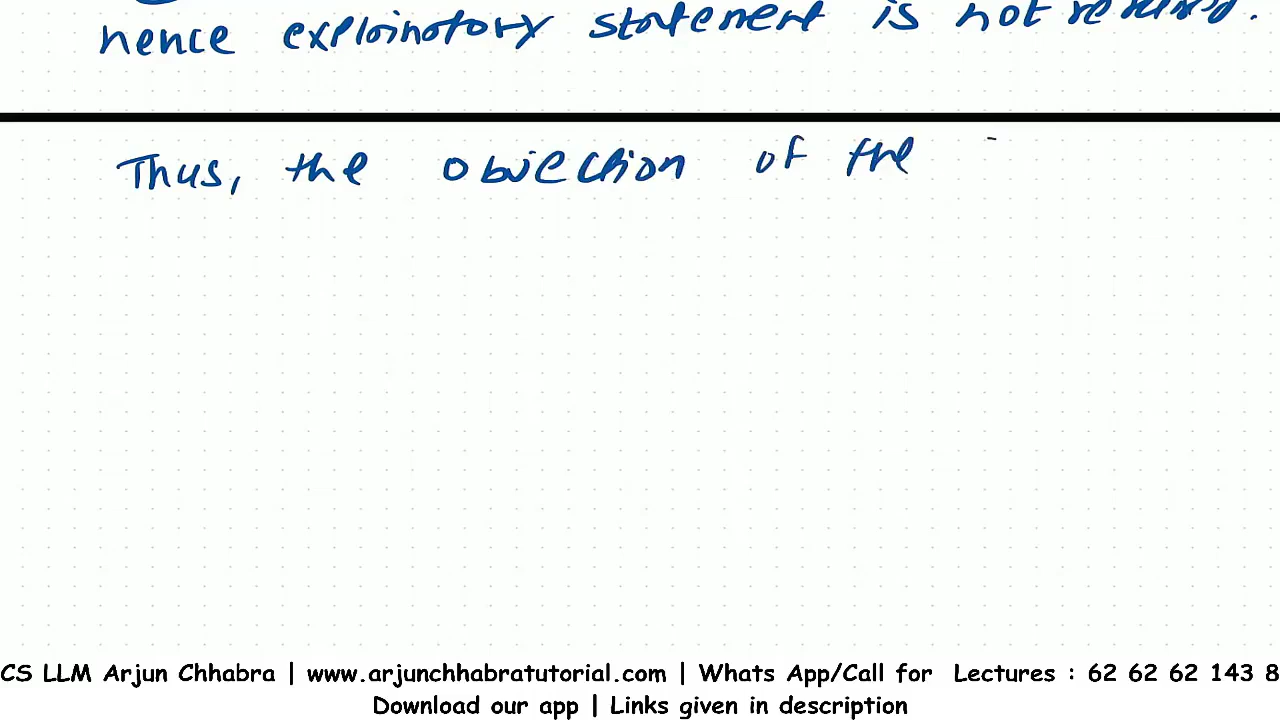 hence explainatory statement is not
Thus, the objection of the
CS LLM Arjun Chhabra | www.arjunchhabratutorial.com | Whats App/Call for Lectures : 62 62 62 143 8
Download our app | Links given in description